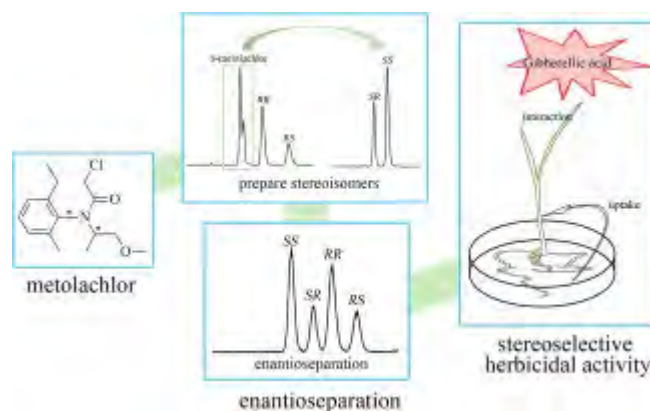 Cl
O
N
*
*
O
metolachlor
S-metolachlor
RR
RS
SR
SS
prepare stereoisomers
SS
SR
RR
RS
enantioseparation
enantioseparation
Gibberellic acid
interaction
uptake
stereoselective
herbicidal activity